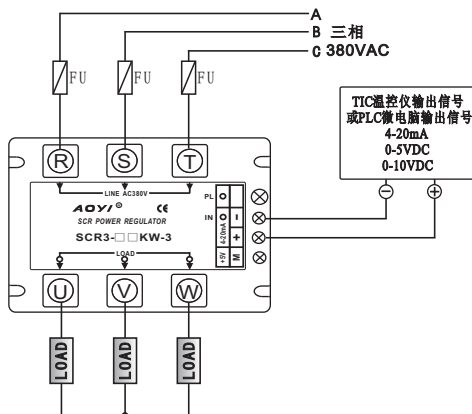 A
B 三相
C 380VAC
FU FU FU
TIC温控仪输出信号
或PLC微电脑输出信号
4-20mA
0-5VDC
0-10VDC
R S T
LINE AC380V
PL
AOYI ® CE
IN
SCR POWER REGULATOR
SCR3-□□KW-3
4-20mA
+5V M
LOAD
U V W
LOAD LOAD LOAD